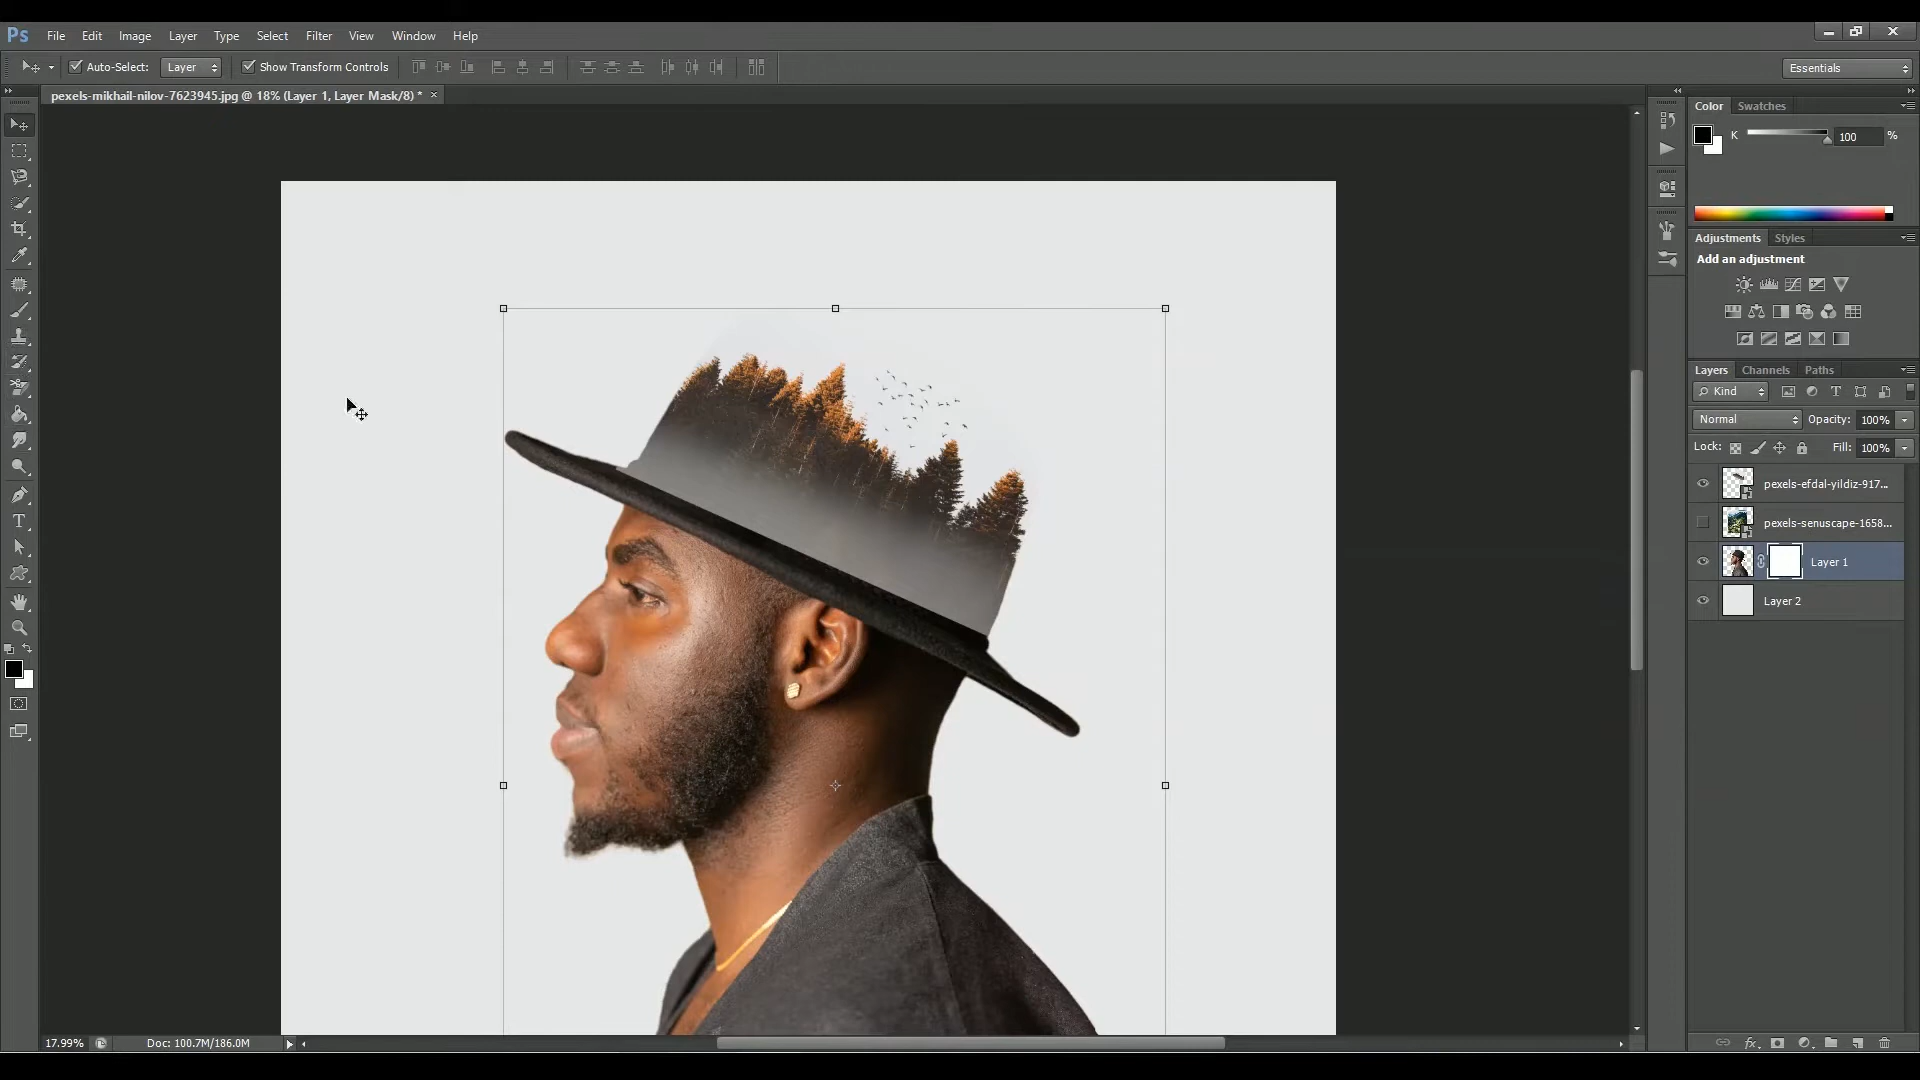 Ps File Edit Image Layer Type Select Filter View Window Help
Auto-Select: Layer Show Transform Controls Essentials
pexels-mikhail-nilov-7623945.jpg @ 18% (Layer 1, Layer Mask/8) * ×
Color Swatches
K 100 %
Adjustments Styles
Add an adjustment
Layers Channels Paths
Kind
Normal Opacity: 100%
Lock: Fill: 100%
pexels-efdal-yildiz-917...
pexels-senuscape-1658...
Layer 1
Layer 2
17.99% Doc: 100.7M/186.0M